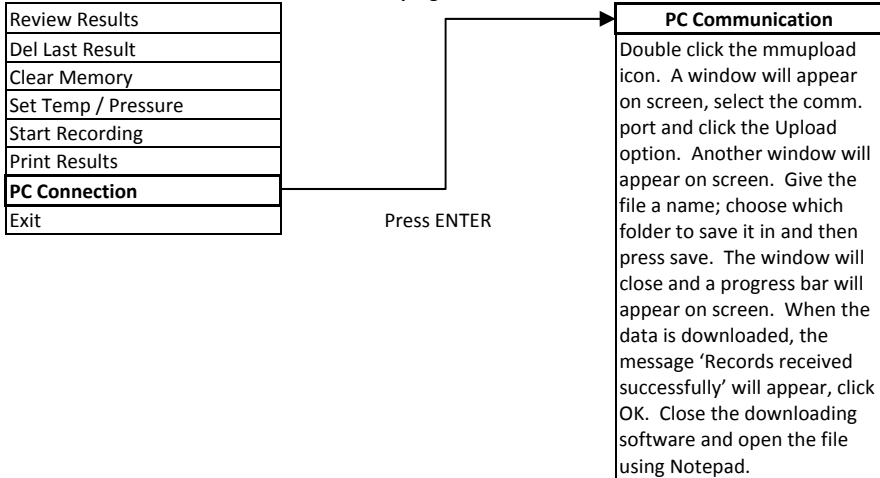 Review Results
Del Last Result
Clear Memory
Set Temp / Pressure
Start Recording
Print Results
PC Connection
Exit
Press ENTER
PC Communication
Double click the mmupload
icon. A window will appear
on screen, select the comm.
port and click the Upload
option. Another window will
appear on screen. Give the
file a name; choose which
folder to save it in and then
press save. The window will
close and a progress bar will
appear on screen. When the
data is downloaded, the
message ‘Records received
successfully’ will appear, click
OK. Close the downloading
software and open the file
using Notepad.